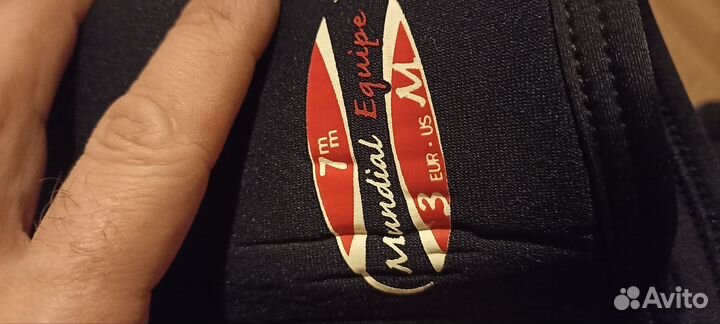 7mm
Mundial Equipe
3 EUR · US M
Avito